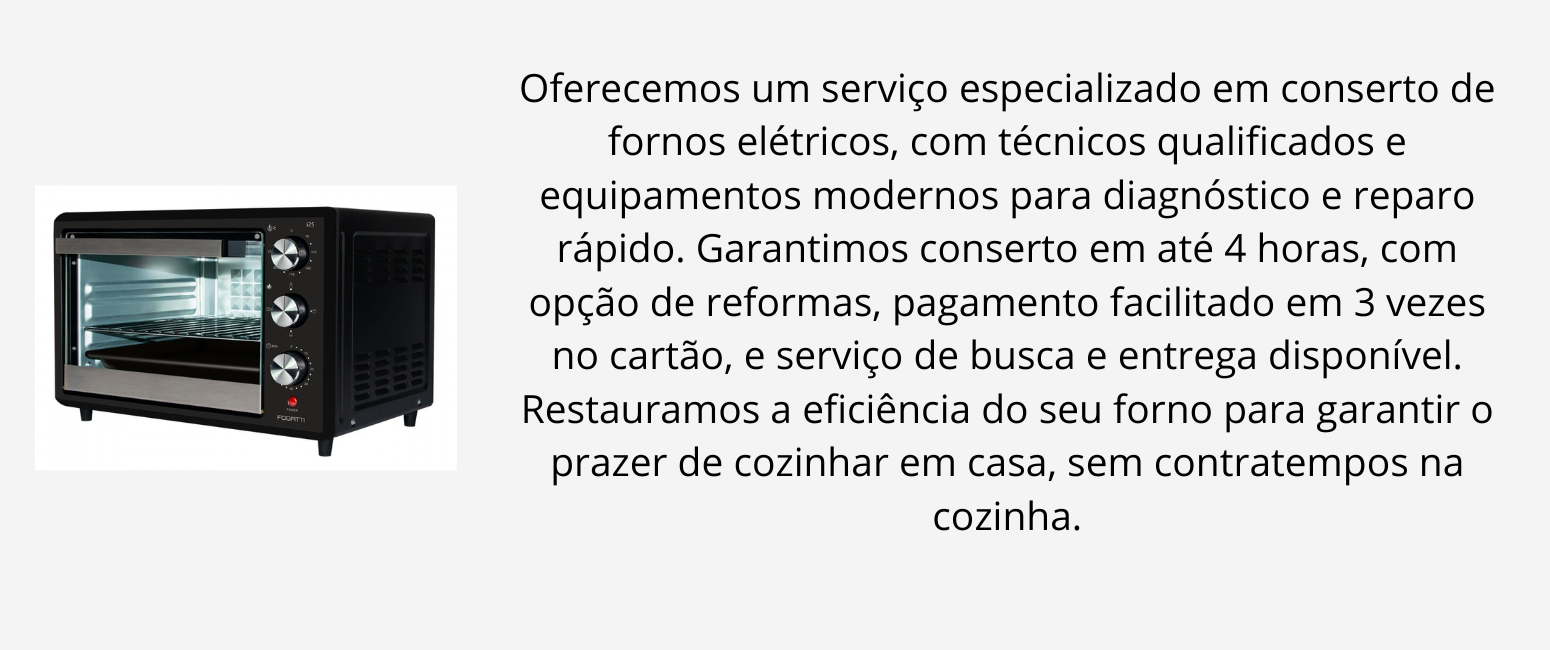 Oferecemos um serviço especializado em conserto de
fornos elétricos, com técnicos qualificados e
equipamentos modernos para diagnóstico e reparo
rápido. Garantimos conserto em até 4 horas, com
opção de reformas, pagamento facilitado em 3 vezes
no cartão, e serviço de busca e entrega disponível.
Restauramos a eficiência do seu forno para garantir o
prazer de cozinhar em casa, sem contratempos na
cozinha.
FOGATTI